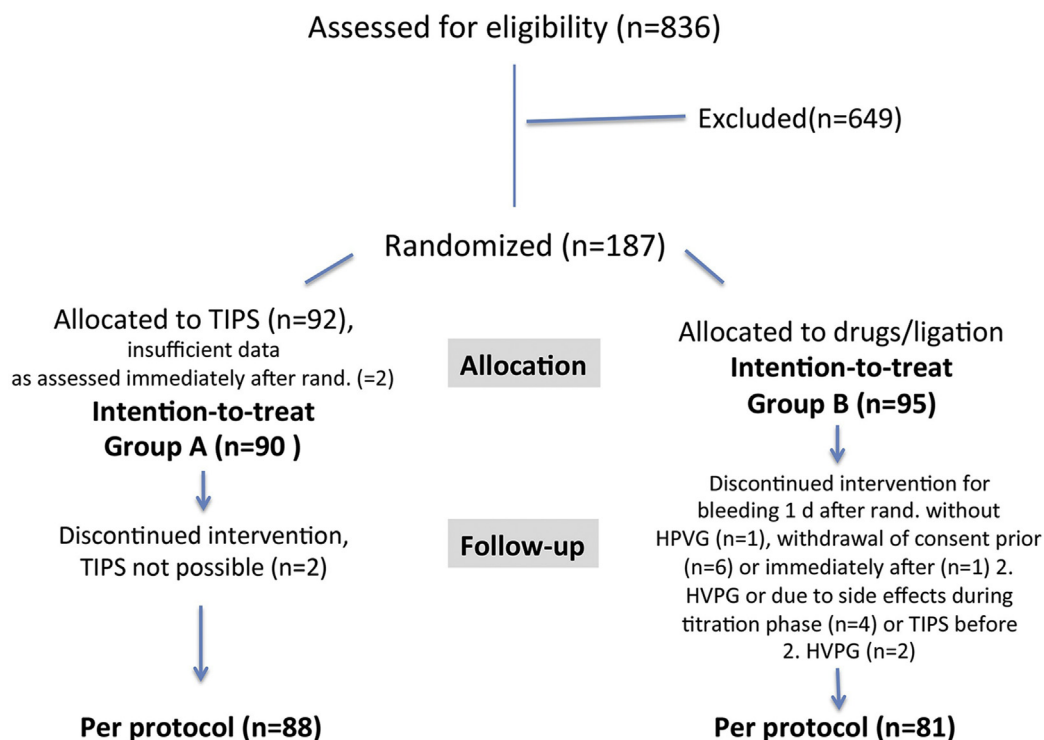 Assessed for eligibility (n=836)
Excluded(n=649)
Randomized (n=187)
Allocated to TIPS (n=92),
insufficient data
as assessed immediately after rand. (=2)
Intention-to-treat
Group A (n=90 )
Allocation
Allocated to drugs/ligation
Intention-to-treat
Group B (n=95)
Discontinued intervention,
TIPS not possible (n=2)
Follow-up
Discontinued intervention for
bleeding 1 d after rand. without
HPVG (n=1), withdrawal of consent prior
(n=6) or immediately after (n=1) 2.
HVPG or due to side effects during
titration phase (n=4) or TIPS before
2. HVPG (n=2)
Per protocol (n=88)
Per protocol (n=81)